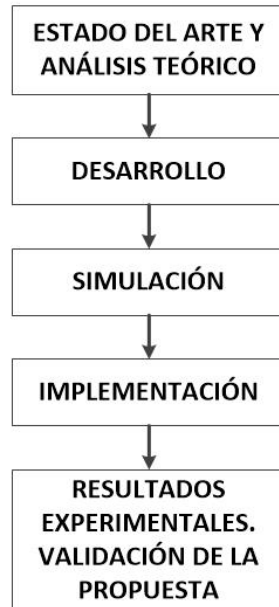 ESTADO DEL ARTE Y
ANÁLISIS TEÓRICO
DESARROLLO
SIMULACIÓN
IMPLEMENTACIÓN
RESULTADOS
EXPERIMENTALES.
VALIDACIÓN DE LA
PROPUESTA